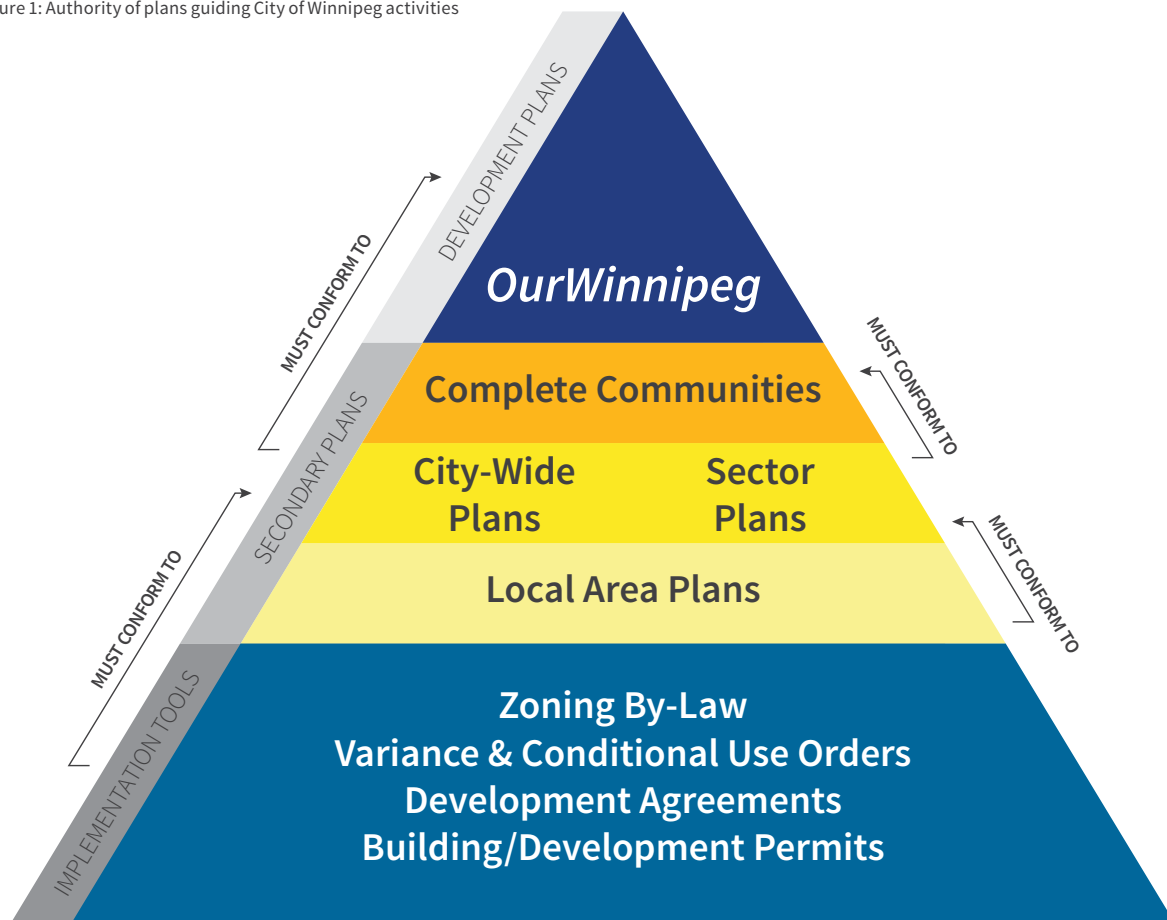 ure 1: Authority of plans guiding City of Winnipeg activities
DEVELOPMENT PLANS
MUST CONFORM TO
OurWinnipeg
SECONDARY PLANS
Complete Communities
MUST CONFORM TO
City-Wide
Plans
Sector
Plans
Local Area Plans
MUST CONFORM TO
MUST CONFORM TO
IMPLEMENTATION TOOLS
Zoning By-Law
Variance & Conditional Use Orders
Development Agreements
Building/Development Permits